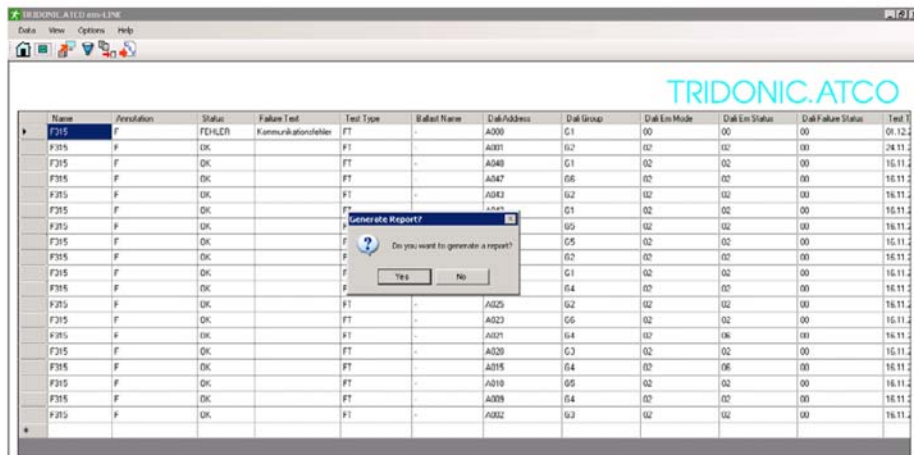 TRIDONIC.ATCO em-LINE
Data View Options Help
TRIDONIC.ATCO
Name Annotation Status Failure Text Test Type Ballast Name Dali Address Dali Group Dali Em Mode Dali Em Status Dali Failure Status Test T
F315 F FEHLER Kommunikationsfehler FT - A000 G1 00 00 00 01.12.2
F315 F OK FT - A001 G2 02 02 00 24.11.2
F315 F OK FT - A048 G1 02 02 00 16.11.2
F315 F OK FT - A047 G6 02 02 00 16.11.2
F315 F OK FT - A043 G2 02 02 00 16.11.2
F315 F OK G1 02 02 00 16.11.2
F315 F OK G5 02 02 00 16.11.2
F315 F OK G5 02 02 00 16.11.2
F315 F OK G2 02 02 00 16.11.2
F315 F OK G1 02 02 00 16.11.2
F315 F OK G4 02 02 00 16.11.2
Generate Report?
Do you want to generate a report?
Yes No
F315 F OK FT - A025 G2 02 02 00 16.11.2
F315 F OK FT - A023 G6 02 02 00 16.11.2
F315 F OK FT - A021 G4 02 06 00 16.11.2
F315 F OK FT - A020 G3 02 02 00 16.11.2
F315 F OK FT - A015 G4 02 06 00 16.11.2
F315 F OK FT - A010 G5 02 02 00 16.11.2
F315 F OK FT - A009 G4 02 02 00 16.11.2
F315 F OK FT - A002 G3 02 02 00 16.11.2